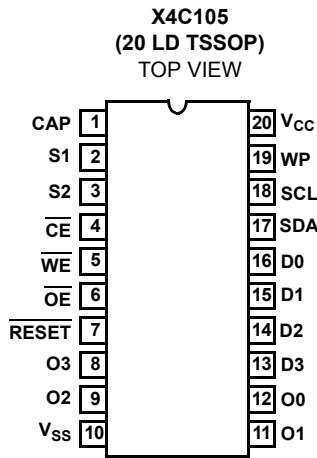 X4C105
(20 LD TSSOP)
TOP VIEW
CAP 1 20 VCC
S1 2 19 WP
S2 3 18 SCL
CE 4 17 SDA
WE 5 16 D0
OE 6 15 D1
RESET 7 14 D2
O3 8 13 D3
O2 9 12 O0
VSS 10 11 O1